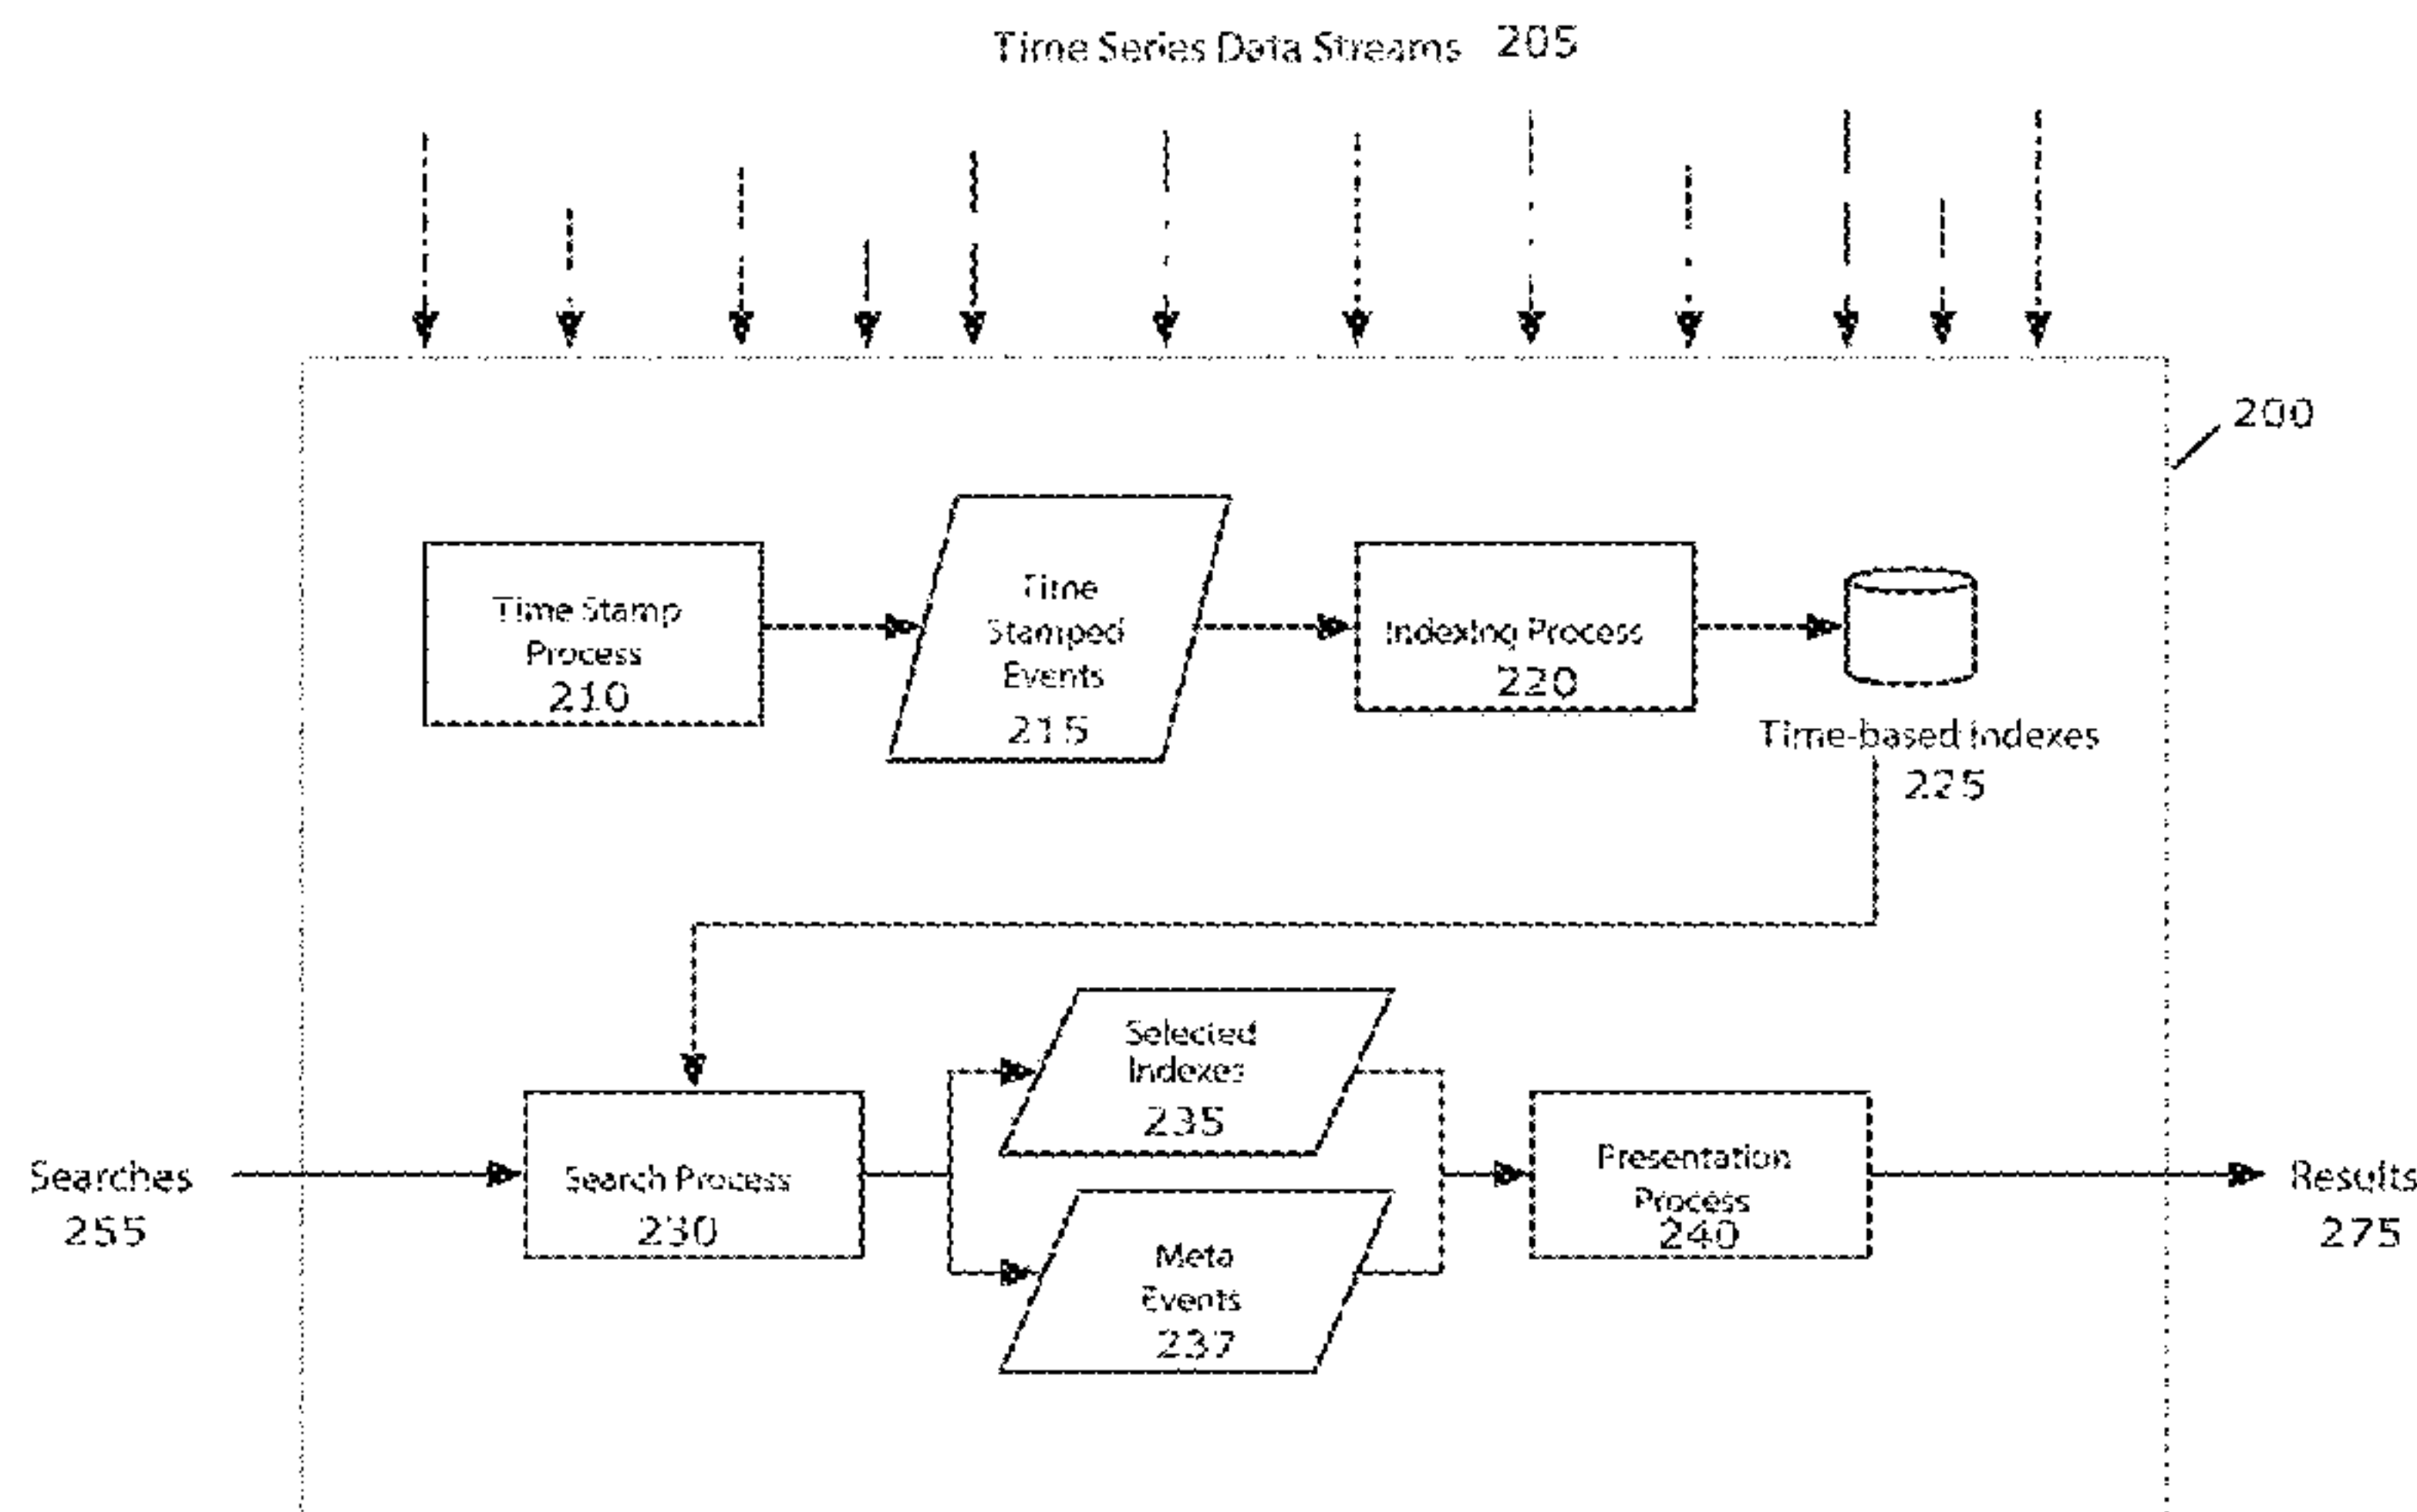 Time Series Data Streams 205
200
Time Stamp
Process
210
Time
Stamped
Events
215
Indexing Process
220
Time-based Indexes
225
Searches
255
Search Process
230
Selected
Indexes
235
Meta
Events
237
Presentation
Process
240
Results
275